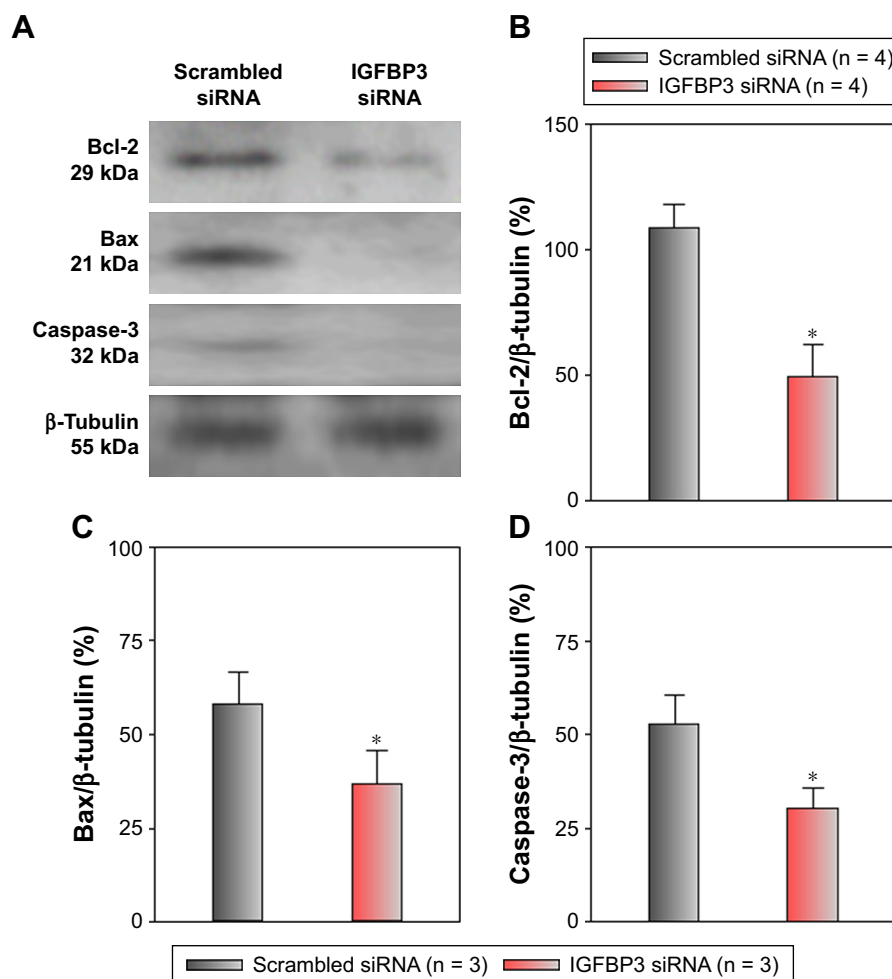 A
Scrambled
siRNA
IGFBP3
siRNA
Bcl-2
29 kDa
Bax
21 kDa
Caspase-3
32 kDa
β-Tubulin
55 kDa
B
Scrambled siRNA (n = 4)
IGFBP3 siRNA (n = 4)
Bcl-2/β-tubulin (%)
150
100
50
0
*
C
Bax/β-tubulin (%)
100
75
50
25
0
*
D
Caspase-3/β-tubulin (%)
100
75
50
25
0
*
Scrambled siRNA (n = 3) IGFBP3 siRNA (n = 3)